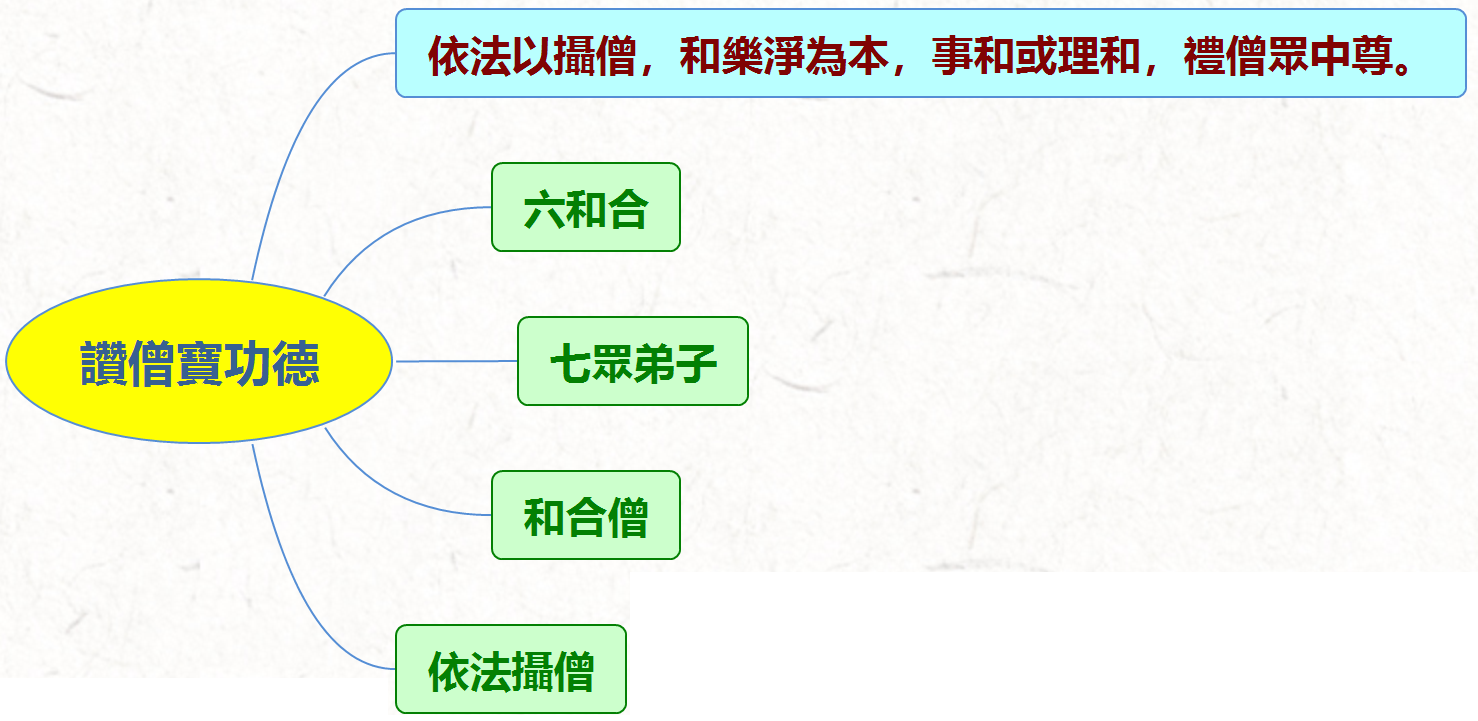 依法以攝僧，和樂淨為本，事和或理和，禮僧眾中尊。
六和合
七眾弟子
讚僧寶功德
和合僧
依法攝僧